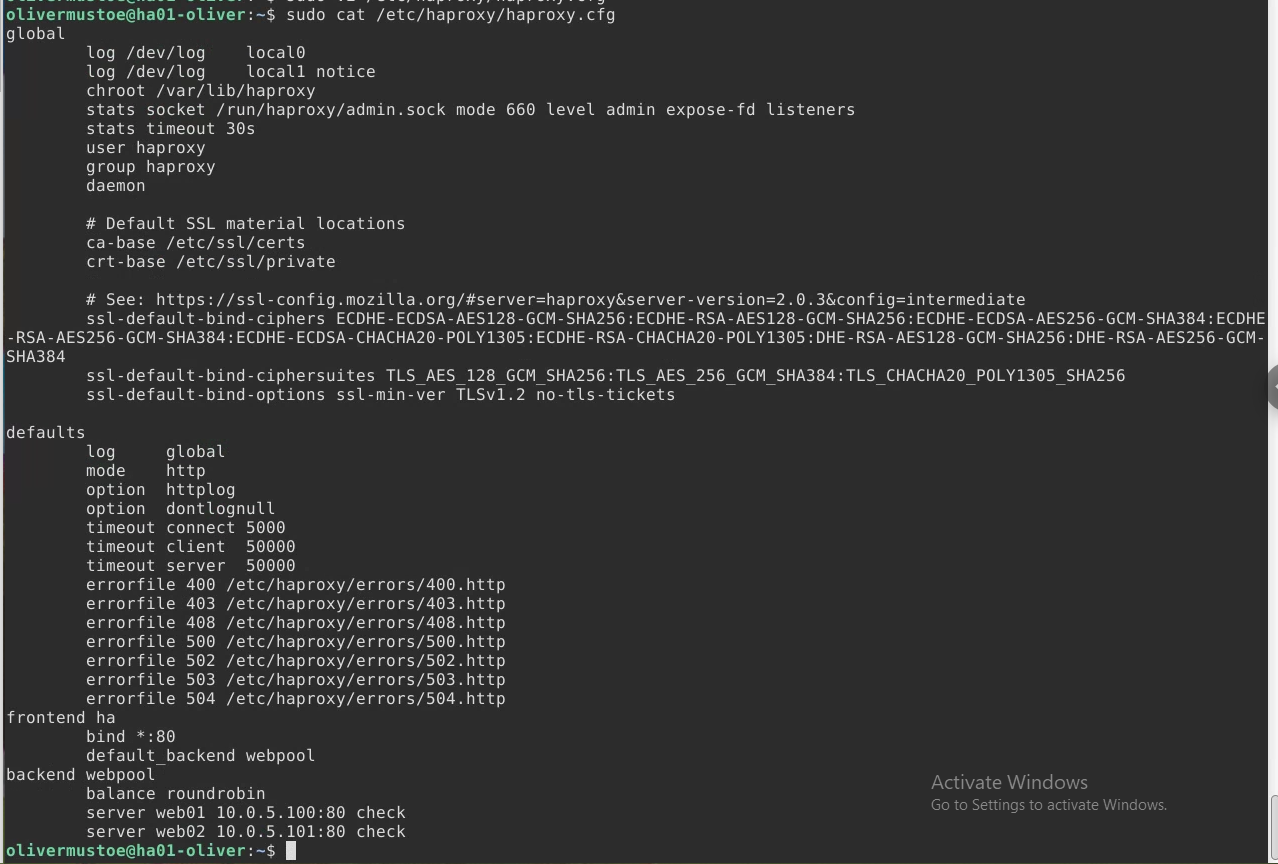 olivermustoe@ha01-oliver:~$ sudo cat /etc/haproxy/haproxy.cfg
global
        log /dev/log    local0
        log /dev/log    local1 notice
        chroot /var/lib/haproxy
        stats socket /run/haproxy/admin.sock mode 660 level admin expose-fd listeners
        stats timeout 30s
        user haproxy
        group haproxy
        daemon

        # Default SSL material locations
        ca-base /etc/ssl/certs
        crt-base /etc/ssl/private

        # See: https://ssl-config.mozilla.org/#server=haproxy&server-version=2.0.3&config=intermediate
        ssl-default-bind-ciphers ECDHE-ECDSA-AES128-GCM-SHA256:ECDHE-RSA-AES128-GCM-SHA256:ECDHE-ECDSA-AES256-GCM-SHA384:ECDHE
-RSA-AES256-GCM-SHA384:ECDHE-ECDSA-CHACHA20-POLY1305:ECDHE-RSA-CHACHA20-POLY1305:DHE-RSA-AES128-GCM-SHA256:DHE-RSA-AES256-GCM-
SHA384
        ssl-default-bind-ciphersuites TLS_AES_128_GCM_SHA256:TLS_AES_256_GCM_SHA384:TLS_CHACHA20_POLY1305_SHA256
        ssl-default-bind-options ssl-min-ver TLSv1.2 no-tls-tickets

defaults
        log     global
        mode    http
        option  httplog
        option  dontlognull
        timeout connect 5000
        timeout client  50000
        timeout server  50000
        errorfile 400 /etc/haproxy/errors/400.http
        errorfile 403 /etc/haproxy/errors/403.http
        errorfile 408 /etc/haproxy/errors/408.http
        errorfile 500 /etc/haproxy/errors/500.http
        errorfile 502 /etc/haproxy/errors/502.http
        errorfile 503 /etc/haproxy/errors/503.http
        errorfile 504 /etc/haproxy/errors/504.http
frontend ha
        bind *:80
        default_backend webpool
backend webpool
        balance roundrobin
        server web01 10.0.5.100:80 check
        server web02 10.0.5.101:80 check
olivermustoe@ha01-oliver:~$
Activate Windows
Go to Settings to activate Windows.